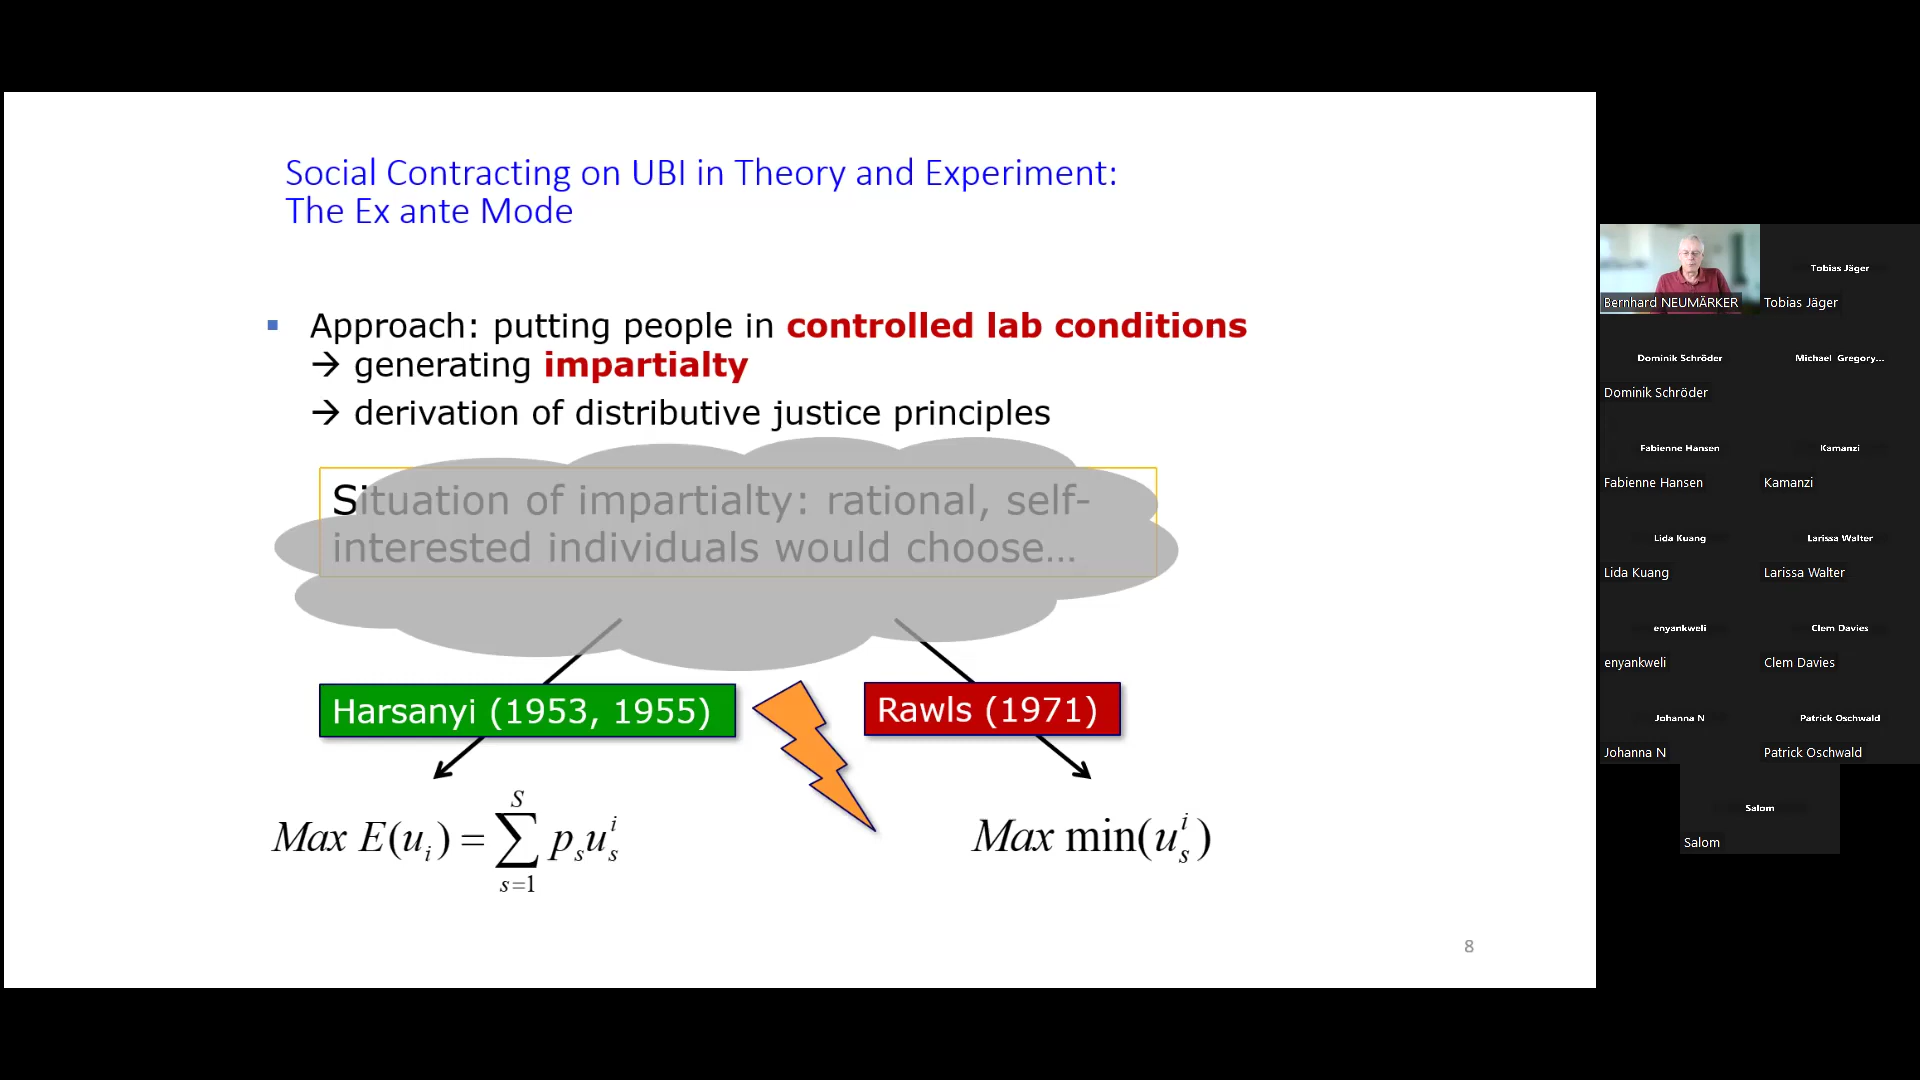 Social Contracting on UBI in Theory and Experiment:
The Ex ante Mode
▪ Approach: putting people in controlled lab conditions
→ generating impartialty
→ derivation of distributive justice principles
Situation of impartialty: rational, self-
interested individuals would choose...
Harsanyi (1953, 1955)
Rawls (1971)
Max E(u_i) = \sum_{s=1}^{S} p_s u_s^i
Max min(u_s^i)
8
Bernhard NEUMÄRKER
Tobias Jäger
Tobias Jäger
Dominik Schröder
Dominik Schröder
Michael Gregory...
Fabienne Hansen
Fabienne Hansen
Kamanzi
Kamanzi
Lida Kuang
Lida Kuang
Larissa Walter
Larissa Walter
enyankweli
enyankweli
Clem Davies
Clem Davies
Johanna N
Johanna N
Patrick Oschwald
Patrick Oschwald
Salom
Salom